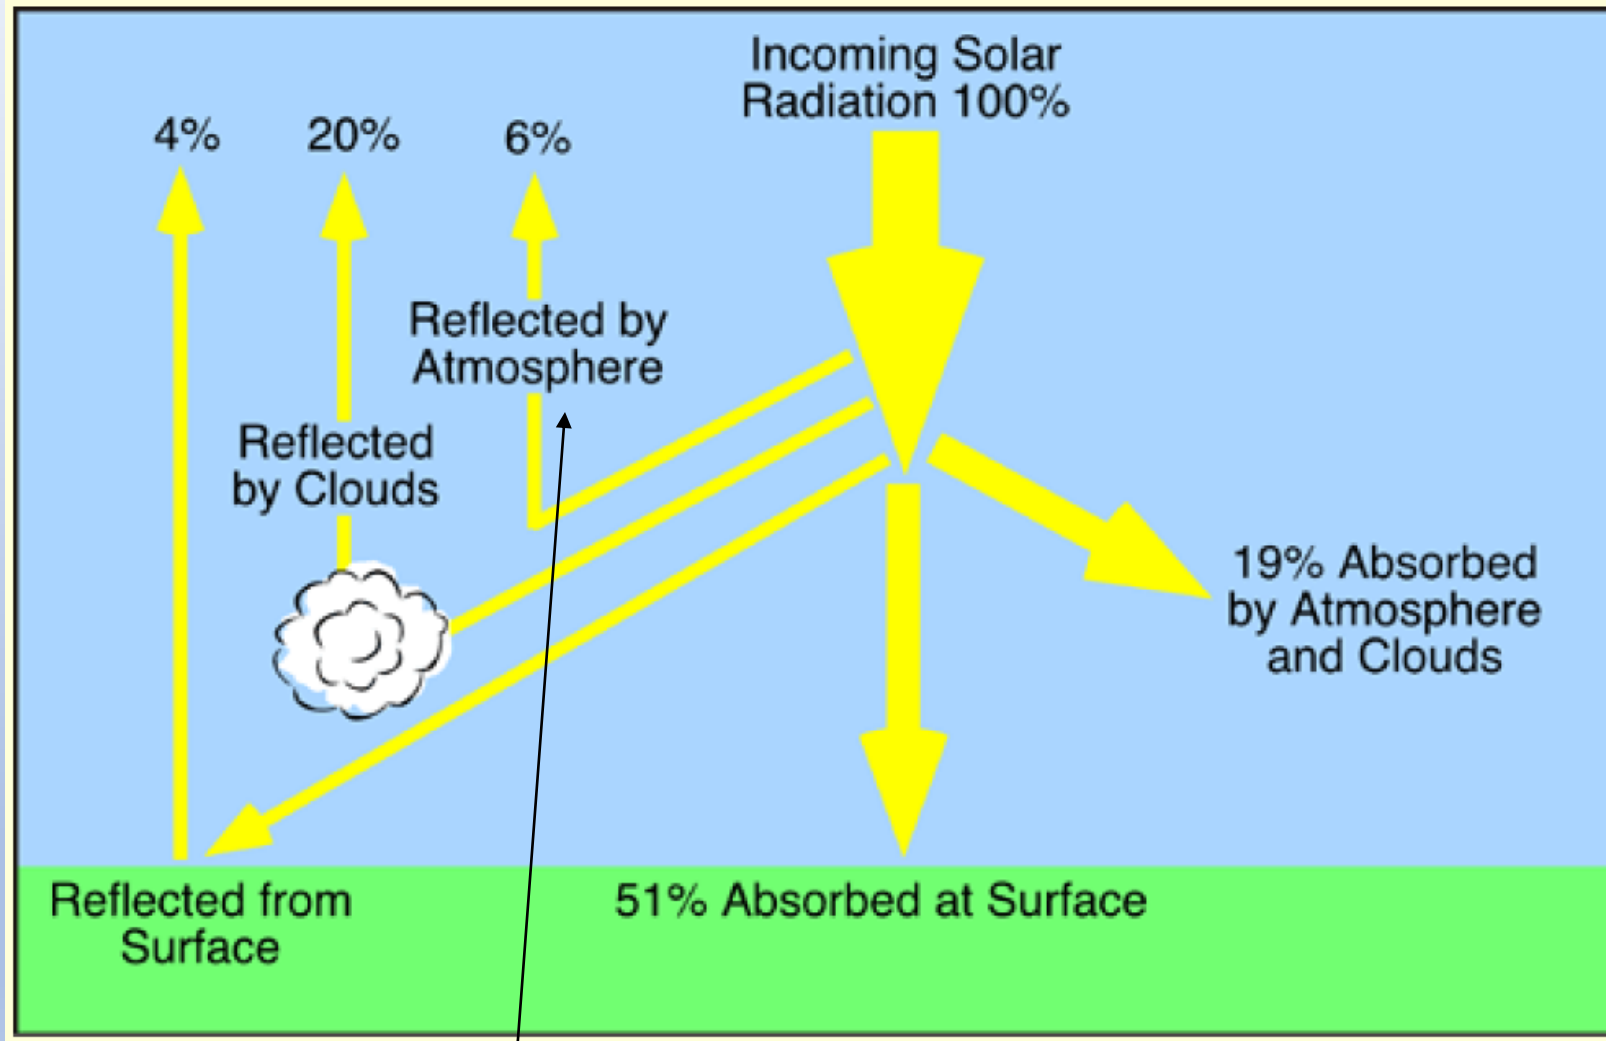 Incoming Solar
Radiation 100%
4%
20%
6%
Reflected by
Atmosphere
Reflected
by Clouds
19% Absorbed
by Atmosphere
and Clouds
Reflected from
Surface
51% Absorbed at Surface